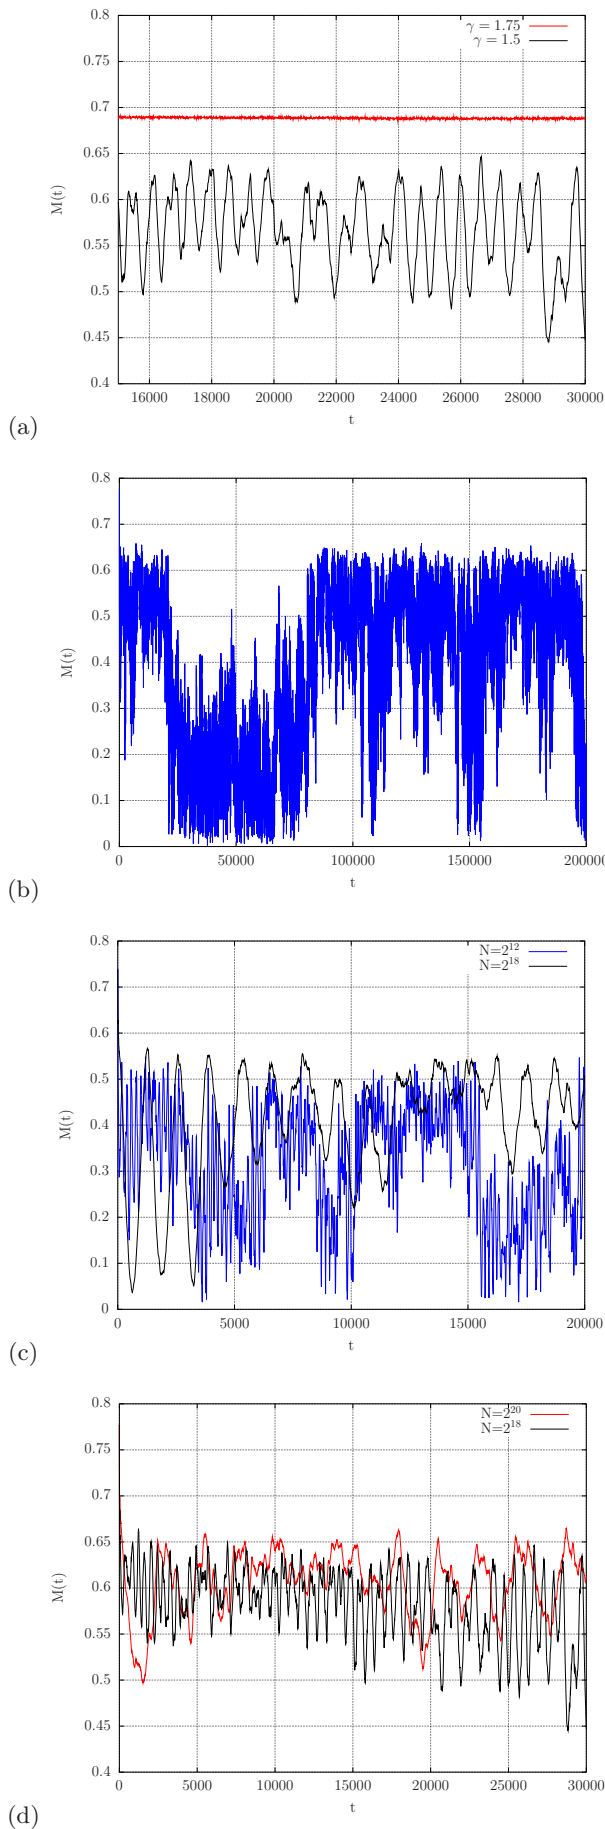 0.8
γ = 1.75
γ = 1.5
0.75
0.7
0.65
0.6
M(t)
0.55
0.5
0.45
0.4
16000 18000 20000 22000 24000 26000 28000 30000
t
(a)
0.8
0.7
0.6
0.5
M(t)
0.4
0.3
0.2
0.1
0
0 50000 100000 150000 200000
t
(b)
0.8
N=2^12
N=2^18
0.7
0.6
0.5
M(t)
0.4
0.3
0.2
0.1
0
0 5000 10000 15000 20000
t
(c)
0.8
N=2^20
N=2^18
0.75
0.7
0.65
0.6
M(t)
0.55
0.5
0.45
0.4
0 5000 10000 15000 20000 25000 30000
t
(d)